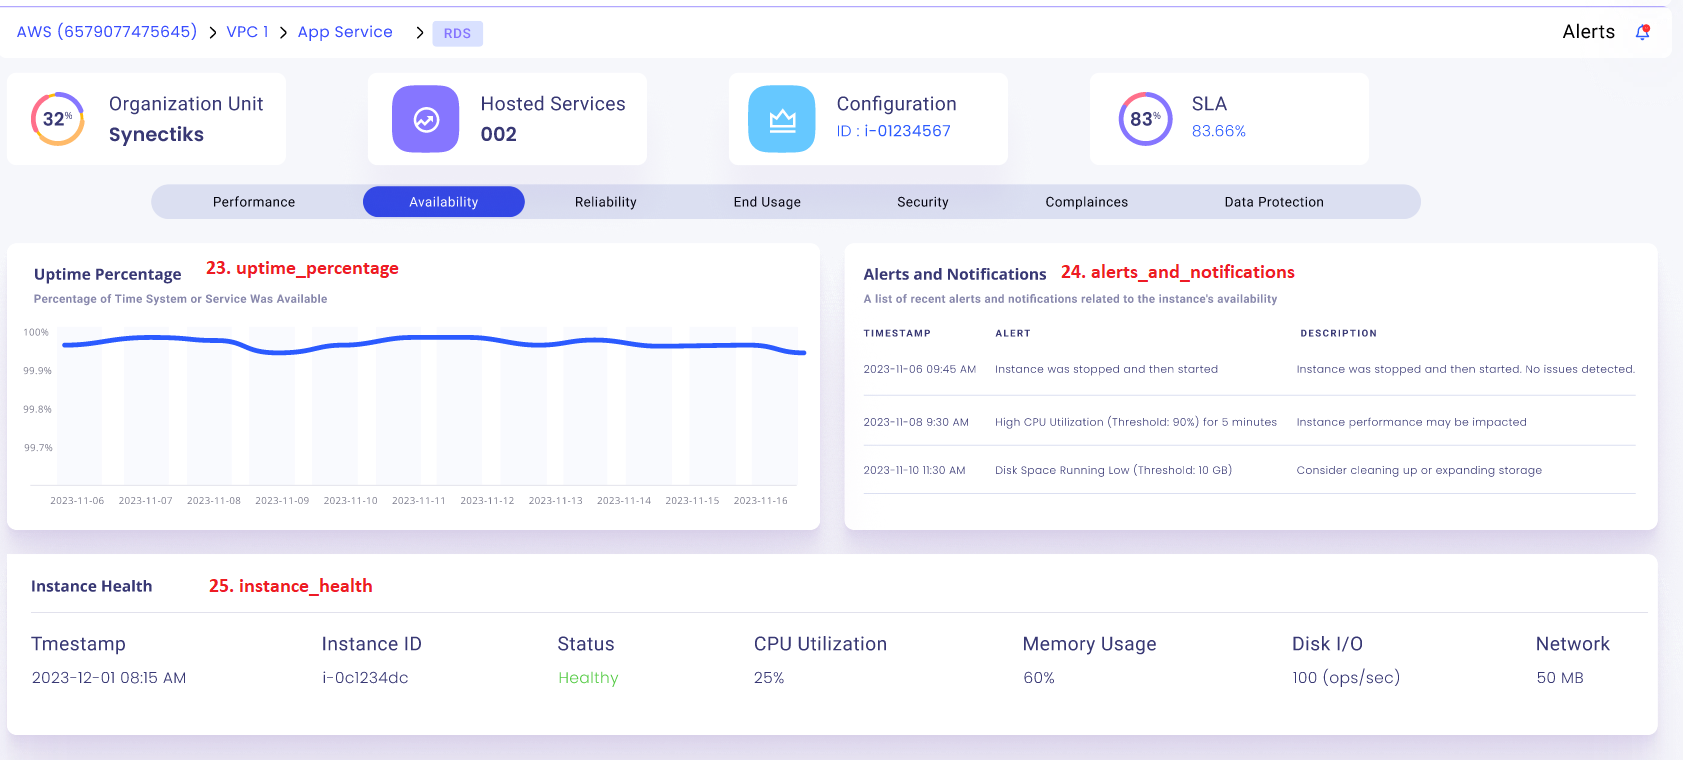 AWS (6579077475645) > VPC 1 > App Service > RDS
Alerts
32%
Organization Unit
Synectiks
Hosted Services
002
Configuration
ID : i-01234567
83%
SLA
83.66%
Performance Availability Reliability End Usage Security Complainces Data Protection
Uptime Percentage 23. uptime_percentage
Percentage of Time System or Service Was Available
100%
99.9%
99.8%
99.7%
2023-11-06 2023-11-07 2023-11-08 2023-11-09 2023-11-10 2023-11-11 2023-11-12 2023-11-13 2023-11-14 2023-11-15 2023-11-16
Alerts and Notifications 24. alerts_and_notifications
A list of recent alerts and notifications related to the instance's availability
TIMESTAMP ALERT DESCRIPTION
2023-11-06 09:45 AM Instance was stopped and then started Instance was stopped and then started. No issues detected.
2023-11-08 9:30 AM High CPU Utilization (Threshold: 90%) for 5 minutes Instance performance may be impacted
2023-11-10 11:30 AM Disk Space Running Low (Threshold: 10 GB) Consider cleaning up or expanding storage
Instance Health 25. instance_health
Tmestamp Instance ID Status CPU Utilization Memory Usage Disk I/O Network
2023-12-01 08:15 AM i-0c1234dc Healthy 25% 60% 100 (ops/sec) 50 MB